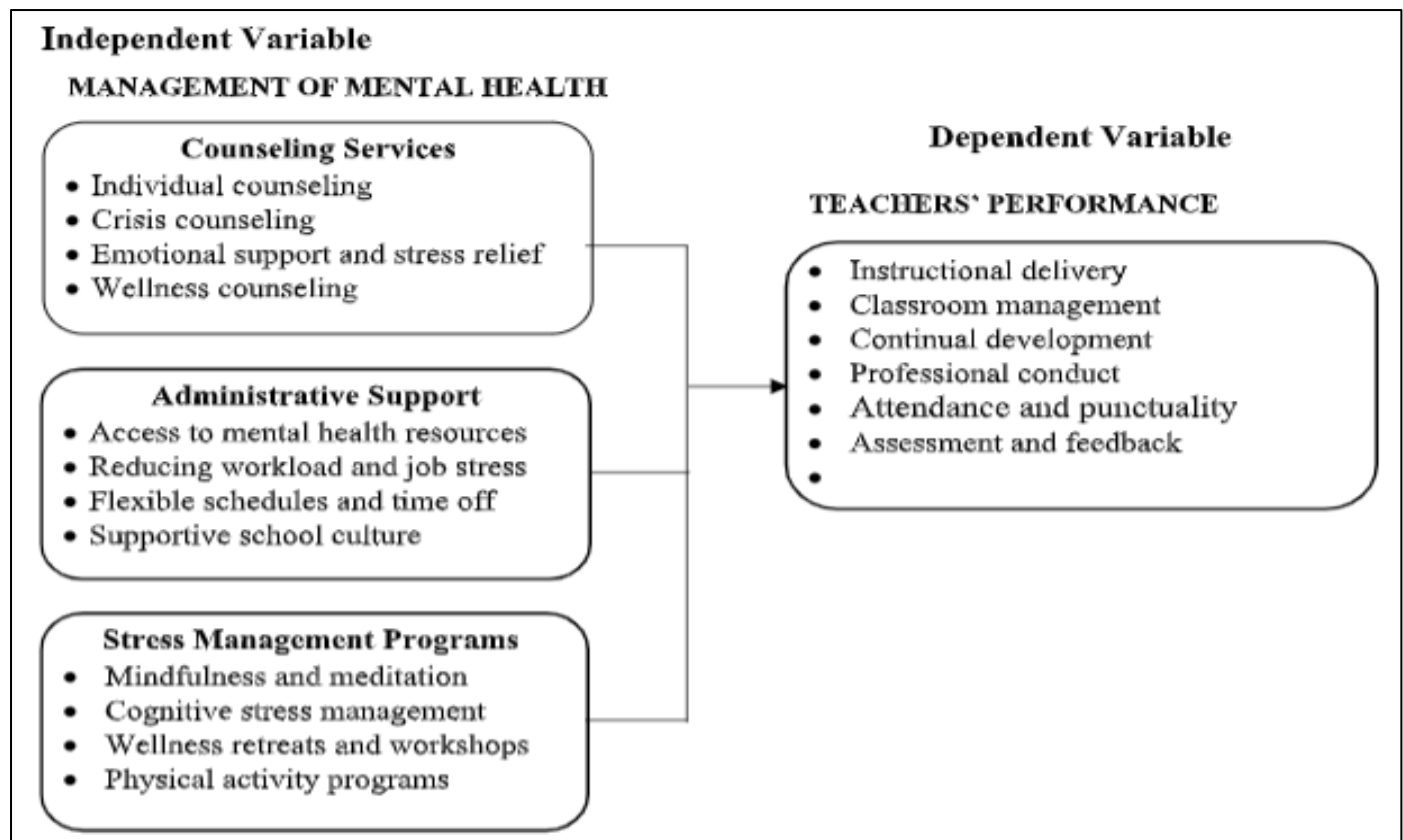 Independent Variable
MANAGEMENT OF MENTAL HEALTH
Counseling Services
• Individual counseling
• Crisis counseling
• Emotional support and stress relief
• Wellness counseling
Administrative Support
• Access to mental health resources
• Reducing workload and job stress
• Flexible schedules and time off
• Supportive school culture
Stress Management Programs
• Mindfulness and meditation
• Cognitive stress management
• Wellness retreats and workshops
• Physical activity programs
Dependent Variable
TEACHERS‘ PERFORMANCE
• Instructional delivery
• Classroom management
• Continual development
• Professional conduct
• Attendance and punctuality
• Assessment and feedback
•